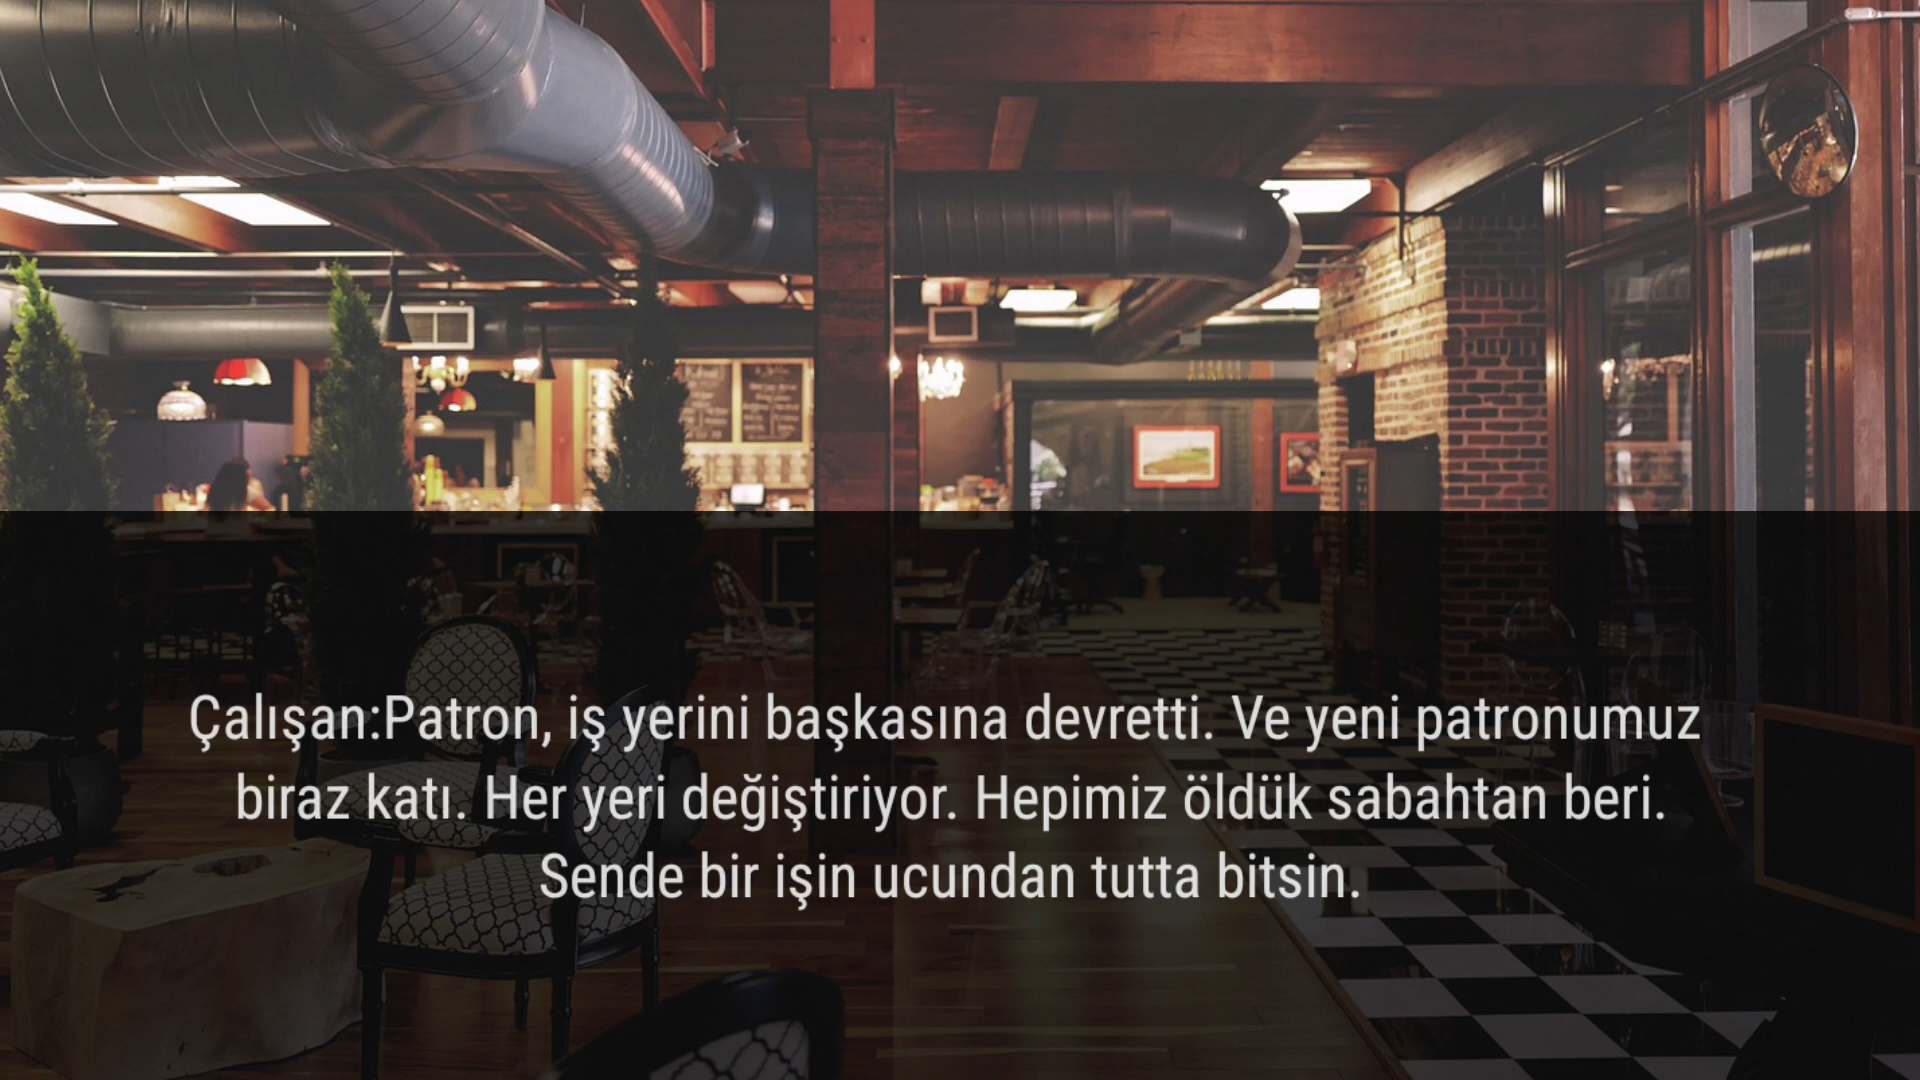 Çalışan:Patron, iş yerini başkasına devretti. Ve yeni patronumuz
biraz katı. Her yeri değiştiriyor. Hepimiz öldük sabahtan beri.
Sende bir işin ucundan tutta bitsin.